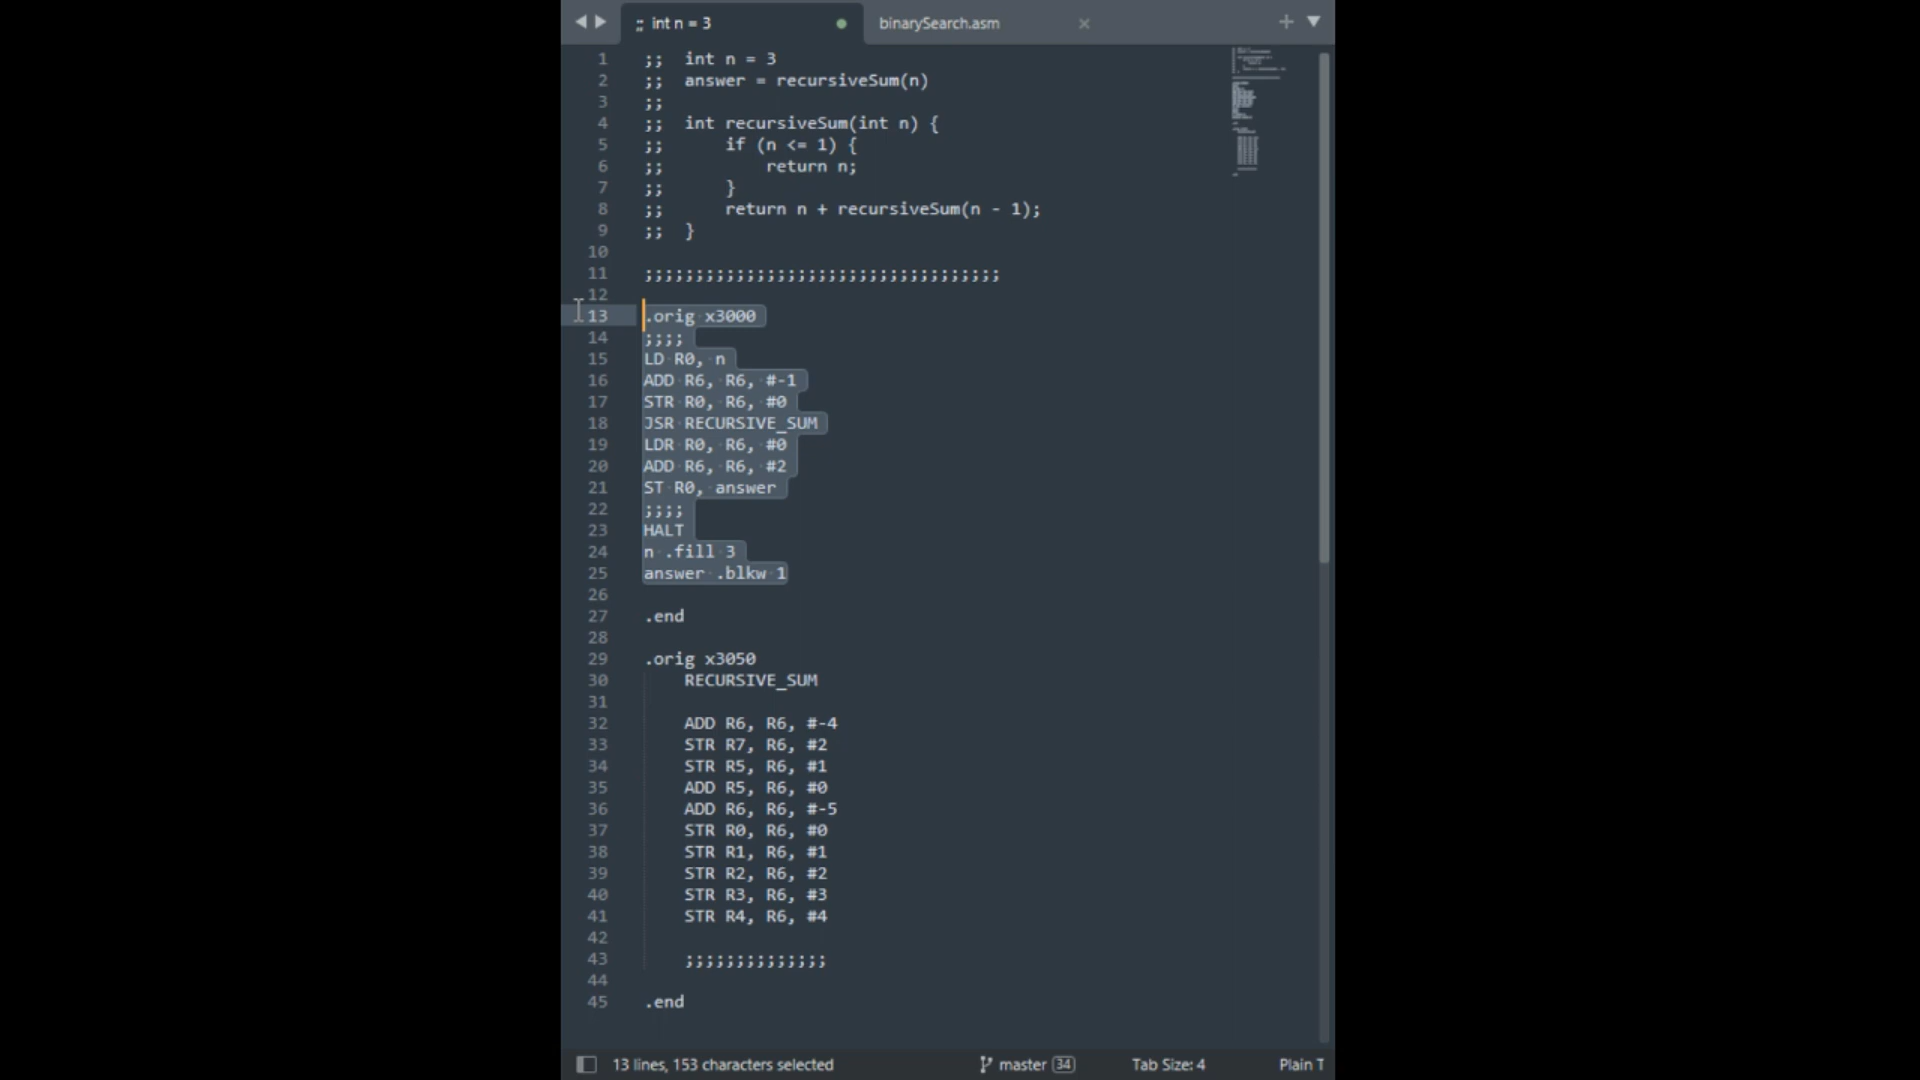 ;; int n = 3
binarySearch.asm
1 ;; int n = 3
2 ;; answer = recursiveSum(n)
3 ;;
4 ;; int recursiveSum(int n) {
5 ;; if (n <= 1) {
6 ;; return n;
7 ;; }
8 ;; return n + recursiveSum(n - 1);
9 ;; }
10
11 ;;;;;;;;;;;;;;;;;;;;;;;;;;;;;;;;;;;
12
13 .orig x3000
14 ;;;;
15 LD R0, n
16 ADD R6, R6, #-1
17 STR R0, R6, #0
18 JSR RECURSIVE_SUM
19 LDR R0, R6, #0
20 ADD R6, R6, #2
21 ST R0, answer
22 ;;;;
23 HALT
24 n .fill 3
25 answer .blkw 1
26
27 .end
28
29 .orig x3050
30 RECURSIVE_SUM
31
32 ADD R6, R6, #-4
33 STR R7, R6, #2
34 STR R5, R6, #1
35 ADD R5, R6, #0
36 ADD R6, R6, #-5
37 STR R0, R6, #0
38 STR R1, R6, #1
39 STR R2, R6, #2
40 STR R3, R6, #3
41 STR R4, R6, #4
42
43 ;;;;;;;;;;;;;;
44
45 .end
13 lines, 153 characters selected master 34 Tab Size: 4 Plain T